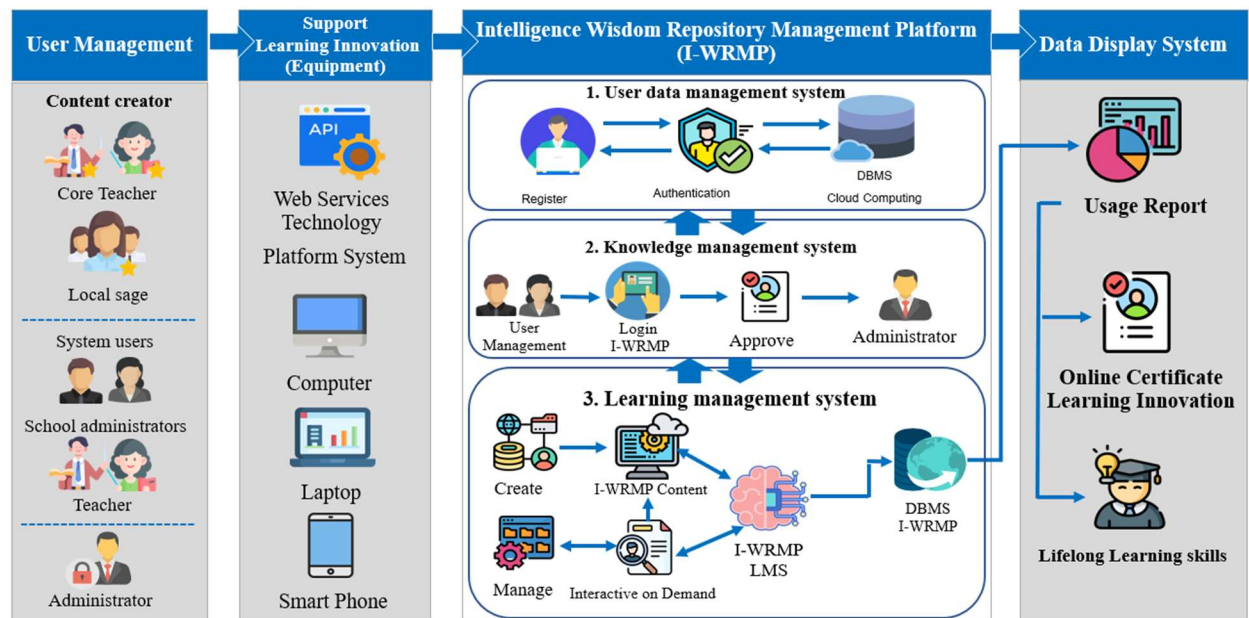 User Management
Content creator
Core Teacher
Local sage
System users
School administrators
Teacher
Administrator
Support
Learning Innovation
(Equipment)
API
Web Services
Technology
Platform System
Computer
Laptop
Smart Phone
Intelligence Wisdom Repository Management Platform
(I-WRMP)
1. User data management system
Register
Authentication
DBMS
Cloud Computing
2. Knowledge management system
User
Management
Login
I-WRMP
Approve
Administrator
3. Learning management system
Create
I-WRMP Content
Manage
Interactive on Demand
I-WRMP
LMS
DBMS
I-WRMP
Data Display System
Usage Report
Online Certificate
Learning Innovation
Lifelong Learning skills